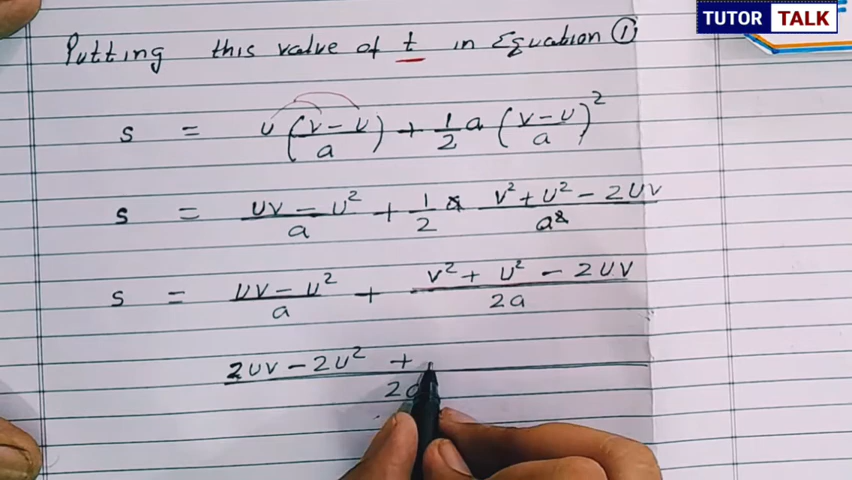 TUTOR TALK
Putting this value of t in Equation ①
s = u (v-u/a) + 1/2 a (v-u/a)²
s = uv - u²/a + 1/2 a v² + u² - 2uv/a²
s = uv - u²/a + v² + u² - 2uv/2a
2uv - 2u² + /2a